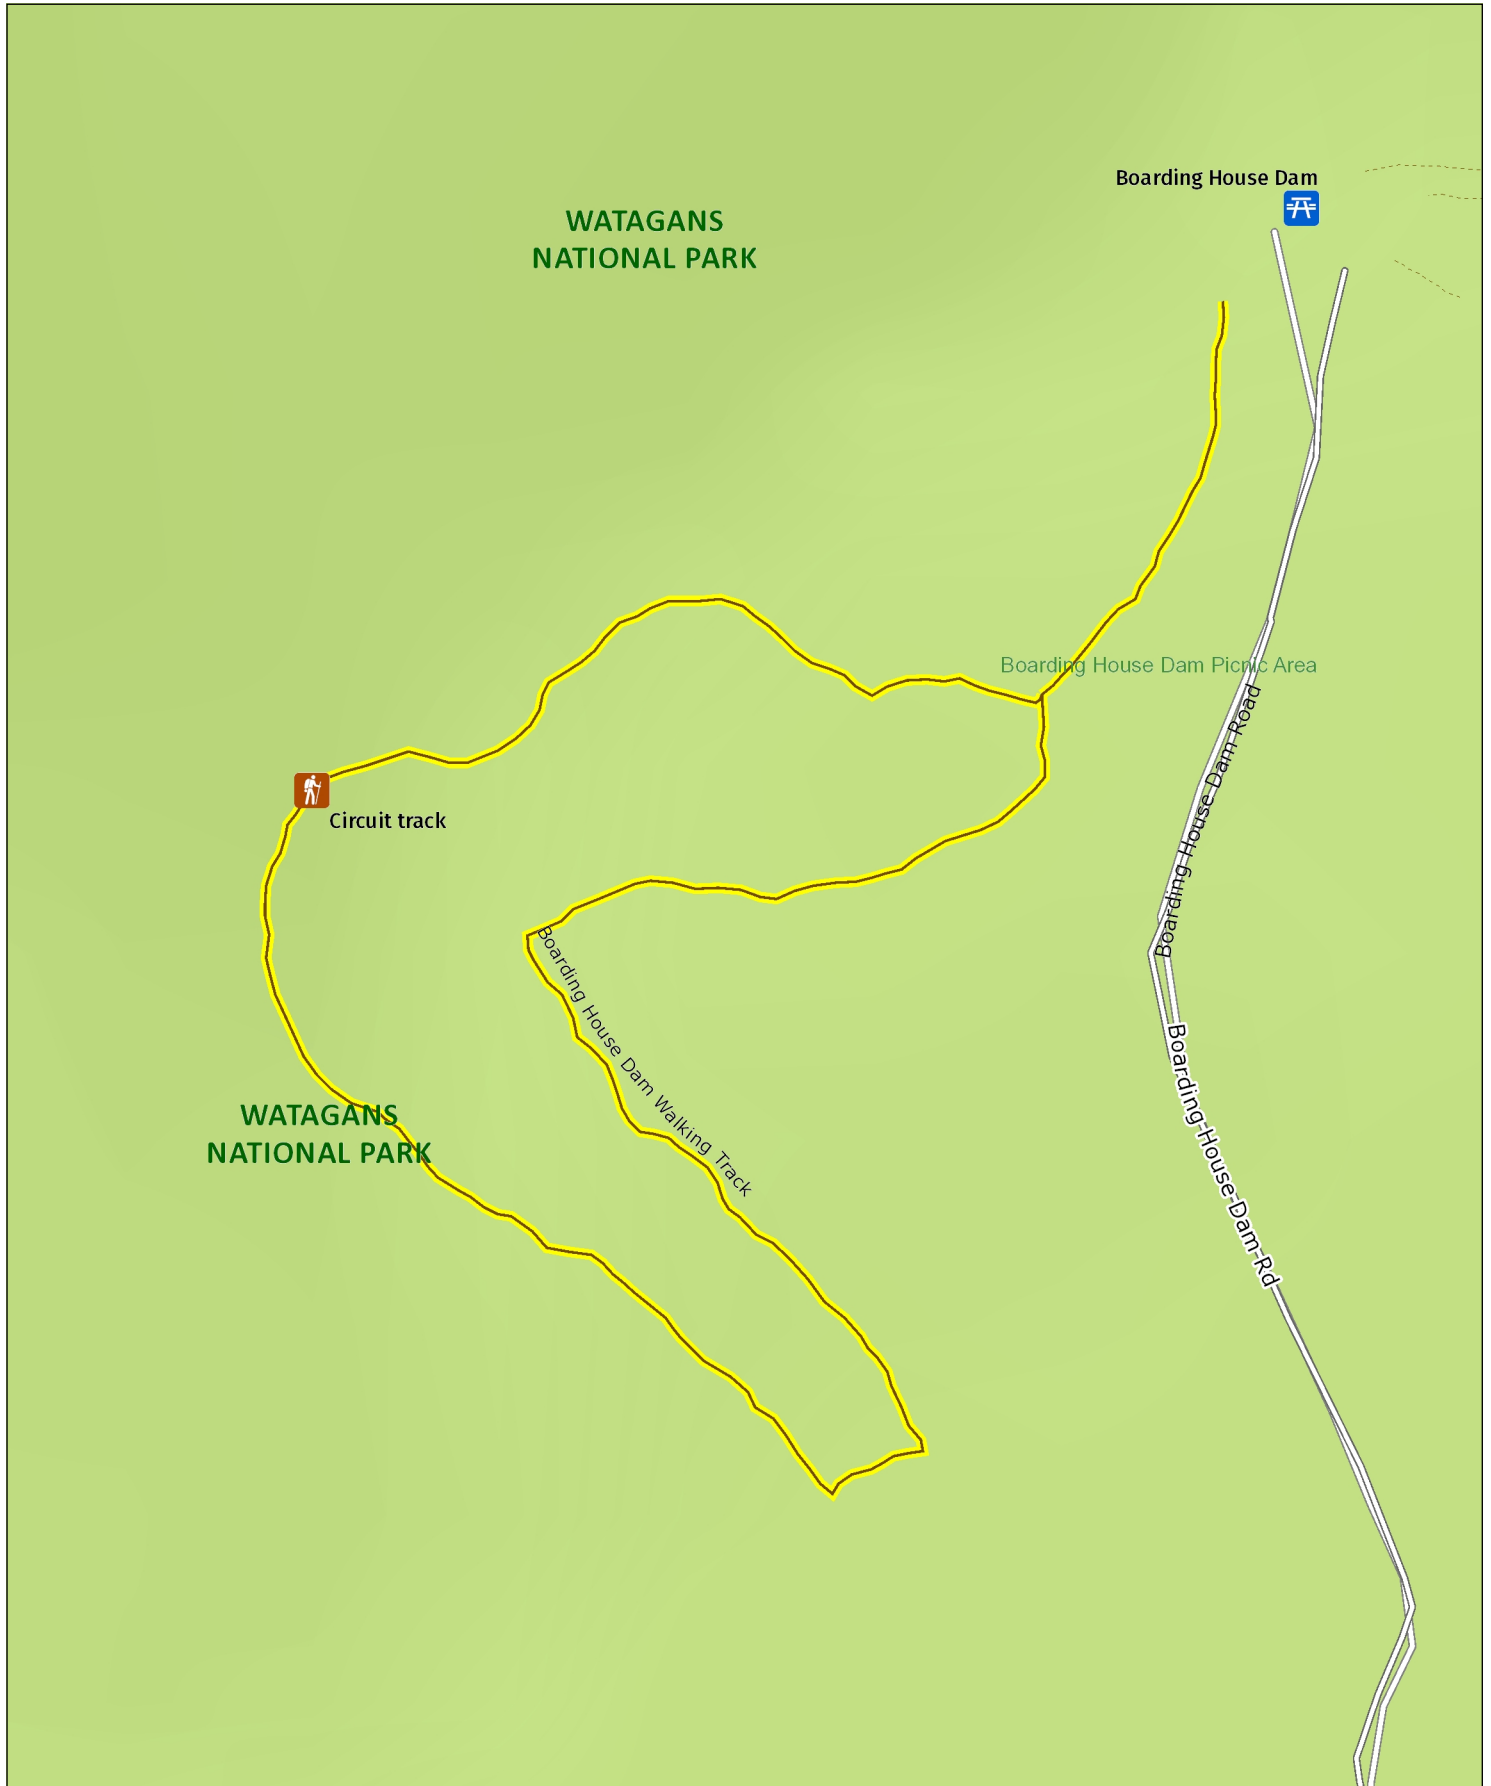 Boarding House Dam
WATAGANS
NATIONAL PARK
Boarding House Dam Picnic Area
Boarding House Dam Road
Circuit track
Boarding House Dam Walking Track
Boarding-House-Dam-Rd
WATAGANS
NATIONAL PARK